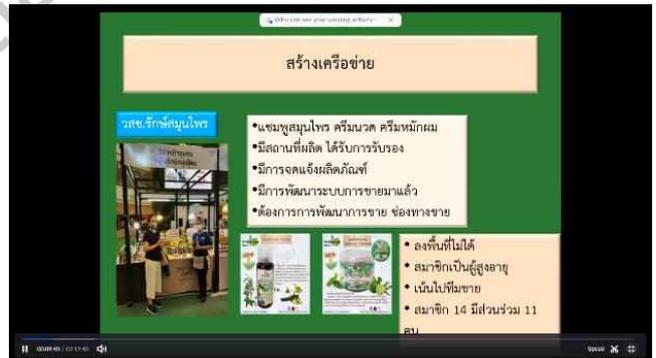 สร้างเครือข่าย
วสช.รักษ์สมุนไพร
•แชมพูสมุนไพร ครีมนวด ครีมหมักผม
•มีสถานที่ผลิต ได้รับการรับรอง
•มีการจดแจ้งผลิตภัณฑ์
•มีการพัฒนาระบบการขายมาแล้ว
•ต้องการการพัฒนาการขาย ช่องทางขาย
• ลงพื้นที่ไม่ได้
• สมาชิกเป็นผู้สูงอายุ
• เน้นไปทีมขาย
• สมาชิก 14 มีส่วนร่วม 11
คน